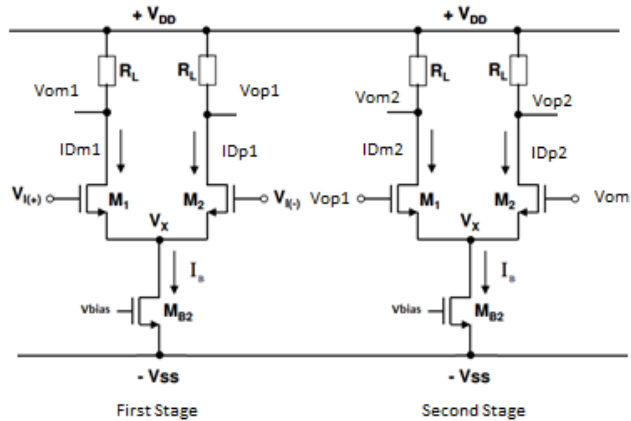 + VDD
+ VDD
RL
RL
RL
RL
Vom1
Vop1
Vom2
Vop2
IDm1
IDp1
IDm2
IDp2
VI(+)
M1
M2
VI(-)
Vop1
M1
M2
Vom
VX
VX
IB
IB
Vbias
MB2
Vbias
MB2
- VSS
- VSS
First Stage
Second Stage